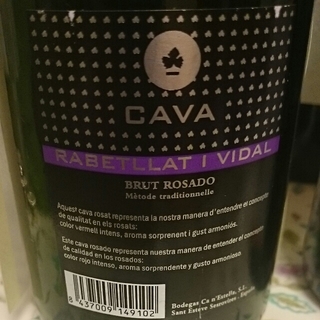 CAVA
RABETLLAT I VIDAL
BRUT ROSADO
Mètode traditionnelle
Aquest cava rosat representa la nostra manera d'entendre el concepte
de qualitat en els rosats:
color vermell intens, aroma sorprenent i gust armoniós.
Este cava rosado representa nuestra manera de entender el concepto
de calidad en los rosados:
color rojo intenso, aroma sorprendente y gusto armonioso.
8 437009 149102
Bodegas Ca n'Estella, S.L.
Sant Esteve Sesrovires - España